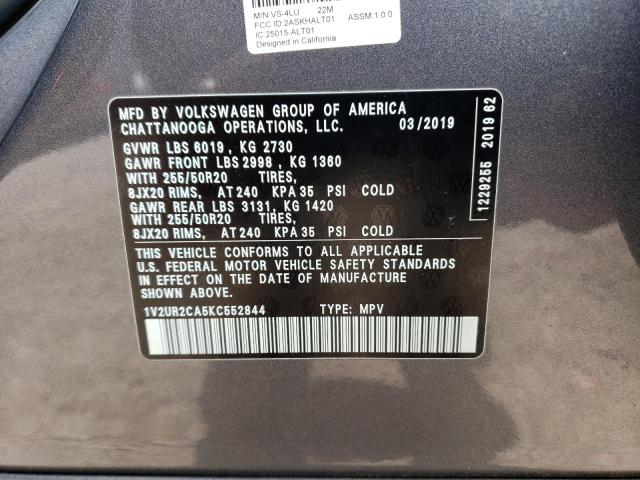 M/N VS-4LU 22M
FCC ID:2ASKHALT01 ASSM:1.0.0
IC:25015-ALT01
Designed in California
MFD BY VOLKSWAGEN GROUP OF AMERICA
CHATTANOOGA OPERATIONS, LLC. 03/2019
GVWR LBS 6019 , KG 2730
GAWR FRONT LBS 2998 , KG 1360
WITH 255/50R20 TIRES,
8JX20 RIMS, AT 240 KPA 35 PSI COLD
GAWR REAR LBS 3131, KG 1420
WITH 255/50R20 TIRES,
8JX20 RIMS, AT 240 KPA 35 PSI COLD
THIS VEHICLE CONFORMS TO ALL APPLICABLE
U.S. FEDERAL MOTOR VEHICLE SAFETY STANDARDS
IN EFFECT ON THE DATE OF MANUFACTURE
SHOWN ABOVE.
1V2UR2CA5KC552844 TYPE: MPV
1229255 2019 62